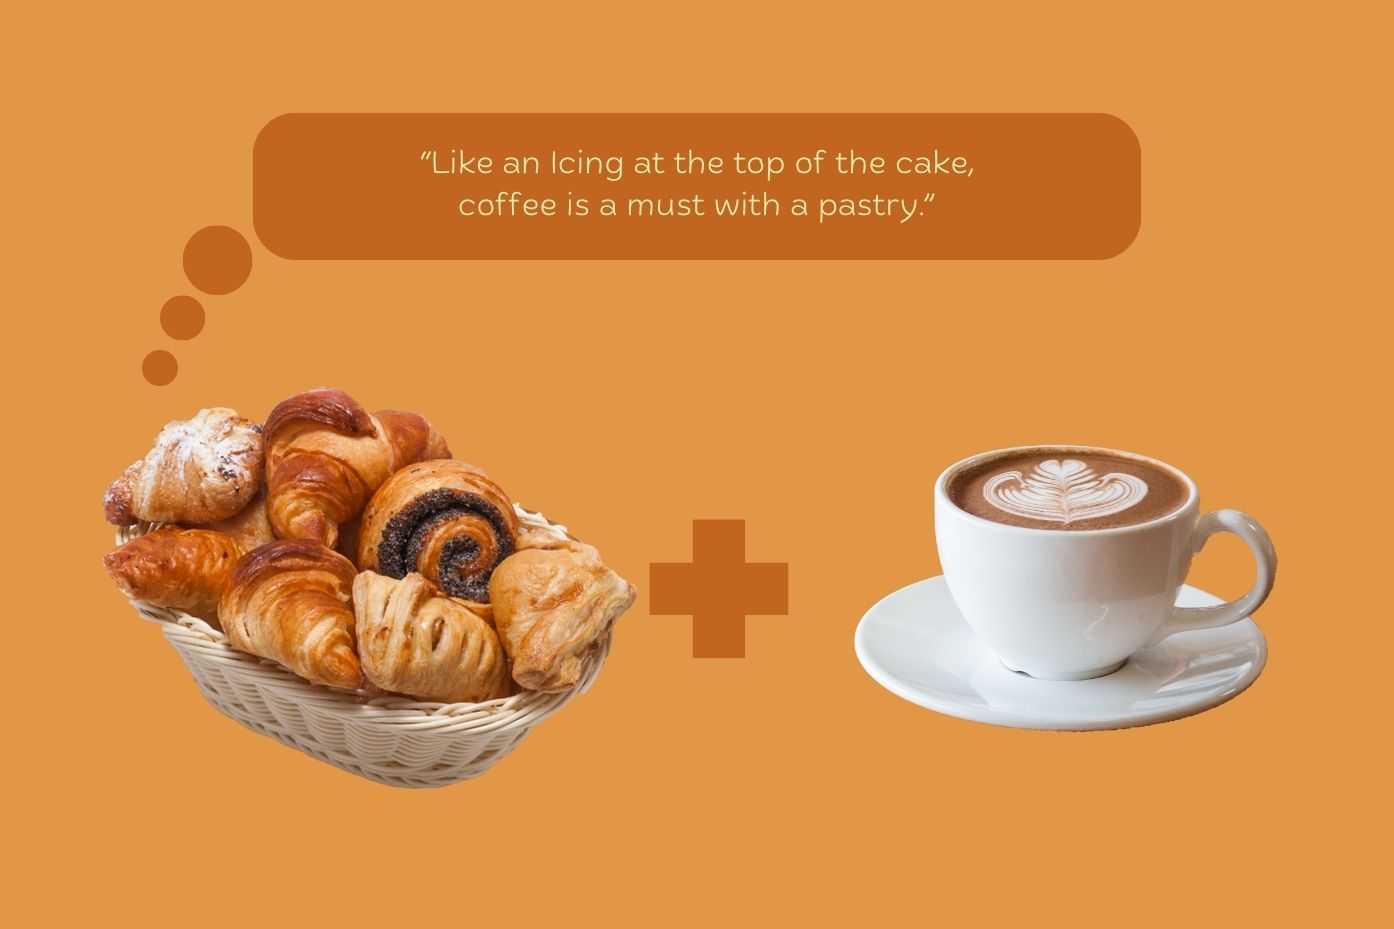 “Like an Icing at the top of the cake,
coffee is a must with a pastry.”